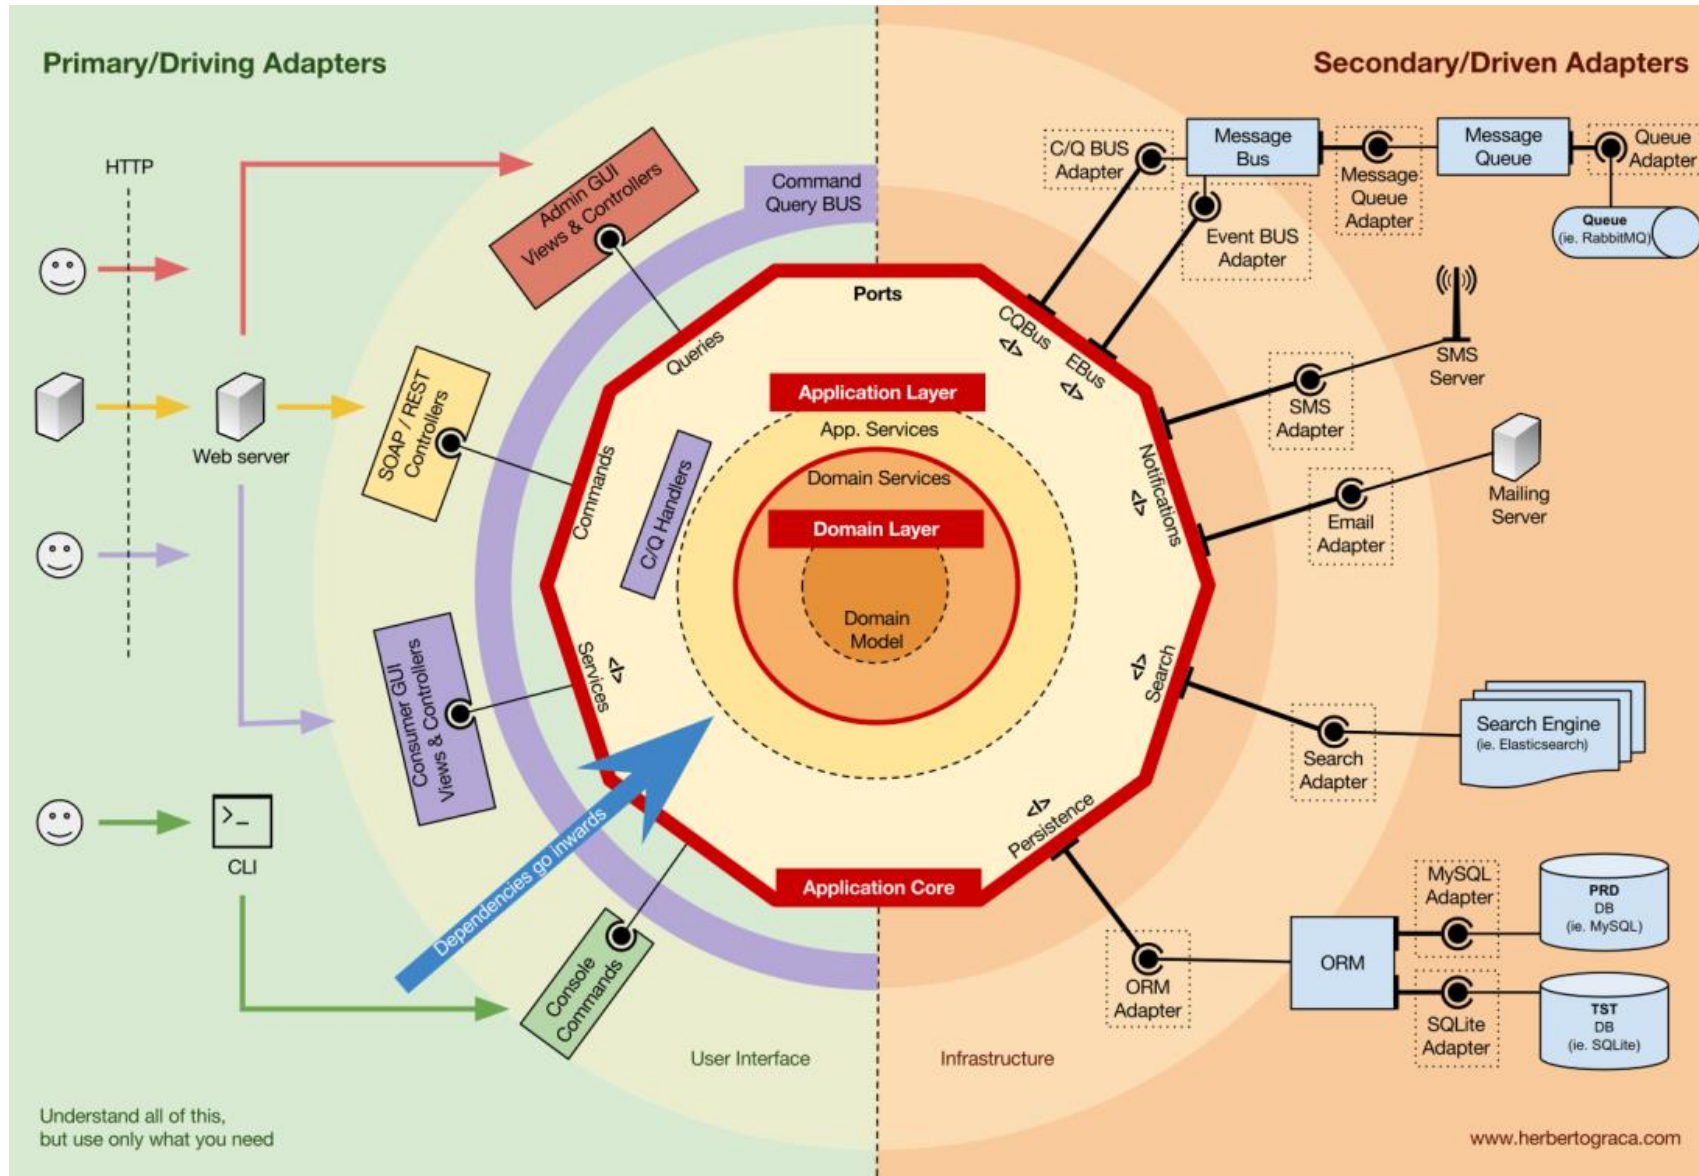 Primary/Driving Adapters
Secondary/Driven Adapters
HTTP
Admin GUI
Views & Controllers
Command
Query BUS
C/Q BUS
Adapter
Message
Bus
Message
Queue
Adapter
Message
Queue
Queue
Adapter
Event BUS
Adapter
Queue
(ie. RabbitMQ)
Ports
Queries
CQBus
</>
EBus
</>
SMS
Server
SMS
Adapter
Web server
SOAP / REST
Controllers
Commands
C/Q Handlers
Application Layer
App. Services
Domain Services
Domain Layer
Domain
Model
Notifications
</>
Email
Adapter
Mailing
Server
Consumer GUI
Views & Controllers
Services
</>
Search
</>
Search
Adapter
Search Engine
(ie. Elasticsearch)
>_
CLI
Dependencies go inwards
Persistence
</>
Application Core
Console
Commands
ORM
Adapter
ORM
MySQL
Adapter
PRD
DB
(ie. MySQL)
SQLite
Adapter
TST
DB
(ie. SQLite)
User Interface
Infrastructure
Understand all of this,
but use only what you need
www.herbertograca.com